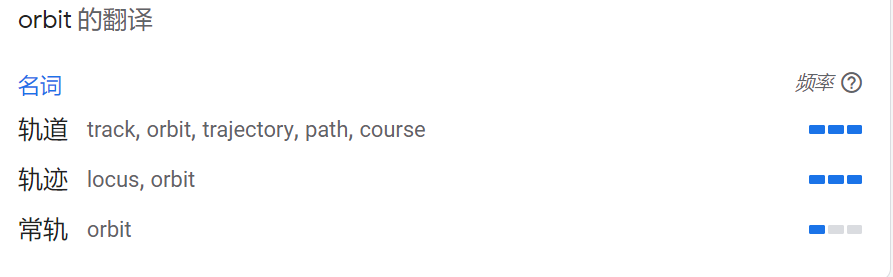 orbit 的翻译
名词 频率
轨道 track, orbit, trajectory, path, course
轨迹 locus, orbit
常轨 orbit